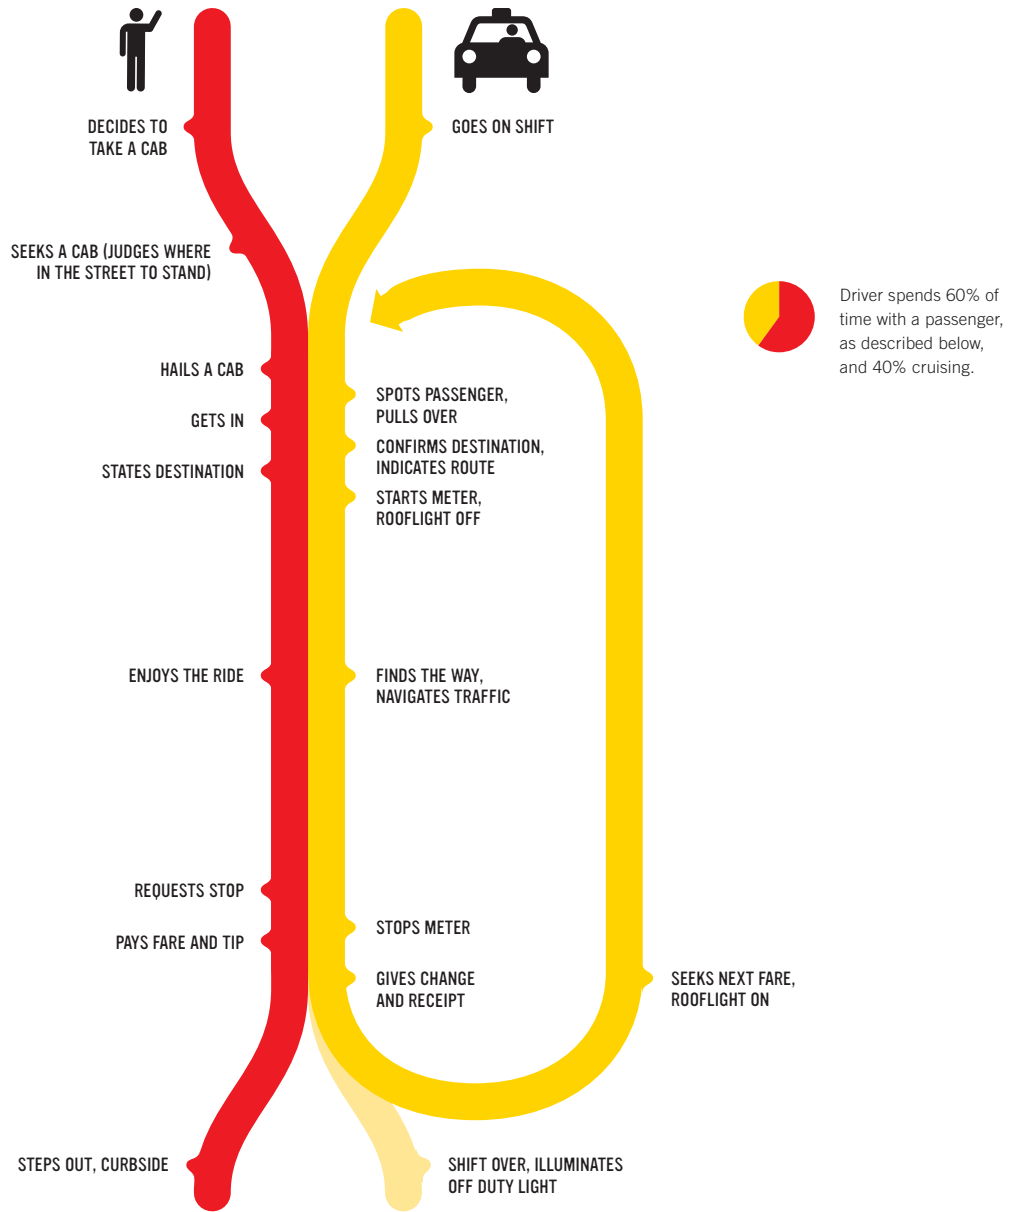 DECIDES TO
TAKE A CAB
GOES ON SHIFT
SEEKS A CAB (JUDGES WHERE
IN THE STREET TO STAND)
Driver spends 60% of
time with a passenger,
as described below,
and 40% cruising.
HAILS A CAB
SPOTS PASSENGER,
PULLS OVER
GETS IN
CONFIRMS DESTINATION,
INDICATES ROUTE
STATES DESTINATION
STARTS METER,
ROOFLIGHT OFF
ENJOYS THE RIDE
FINDS THE WAY,
NAVIGATES TRAFFIC
REQUESTS STOP
STOPS METER
PAYS FARE AND TIP
GIVES CHANGE
AND RECEIPT
SEEKS NEXT FARE,
ROOFLIGHT ON
STEPS OUT, CURBSIDE
SHIFT OVER, ILLUMINATES
OFF DUTY LIGHT